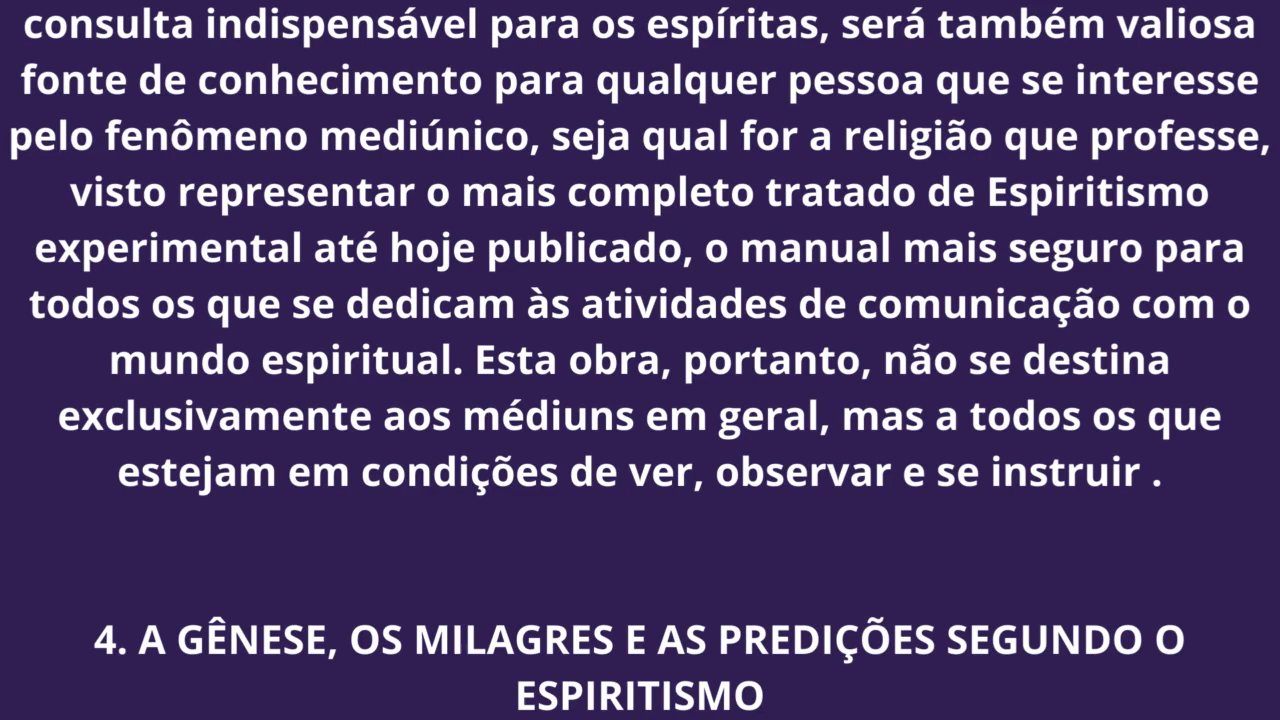 consulta indispensável para os espíritas, será também valiosa
fonte de conhecimento para qualquer pessoa que se interesse
pelo fenômeno mediúnico, seja qual for a religião que professe,
visto representar o mais completo tratado de Espiritismo
experimental até hoje publicado, o manual mais seguro para
todos os que se dedicam às atividades de comunicação com o
mundo espiritual. Esta obra, portanto, não se destina
exclusivamente aos médiuns em geral, mas a todos os que
estejam em condições de ver, observar e se instruir .
4. A GÊNESE, OS MILAGRES E AS PREDIÇÕES SEGUNDO O
ESPIRITISMO